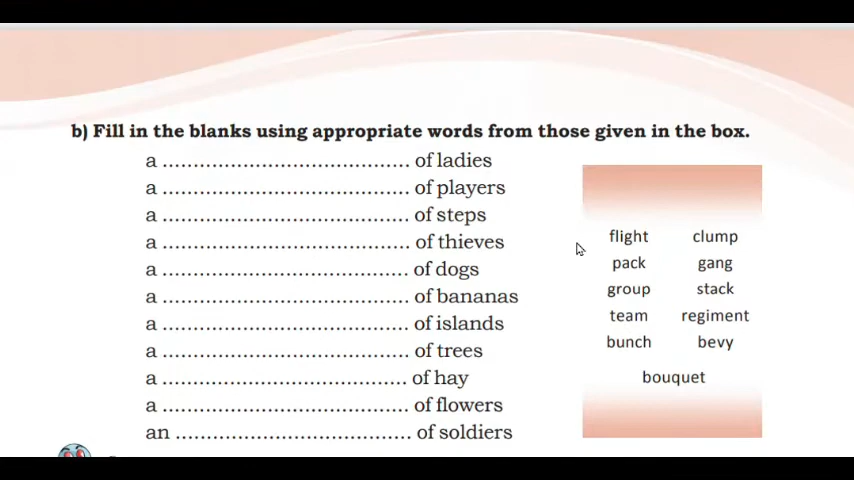 b) Fill in the blanks using appropriate words from those given in the box.
a ........................................ of ladies
a ........................................ of players
a ........................................ of steps
a ........................................ of thieves
a ........................................ of dogs
a ........................................ of bananas
a ........................................ of islands
a ........................................ of trees
a ........................................ of hay
a ........................................ of flowers
an ...................................... of soldiers
flight clump
pack gang
group stack
team regiment
bunch bevy
bouquet